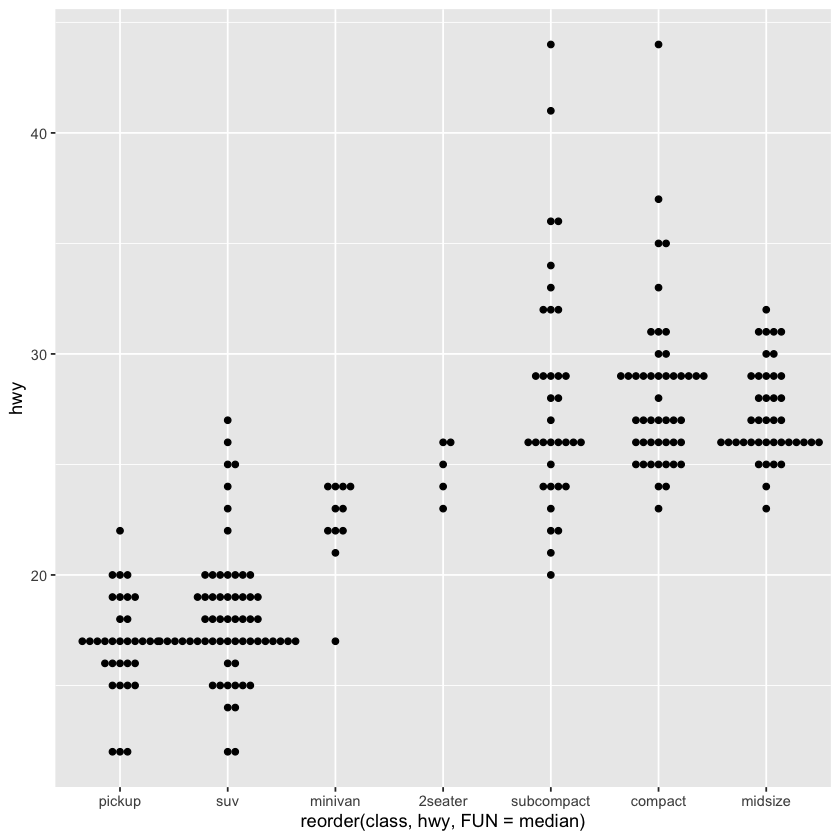 40
30
20
hwy
pickup suv minivan 2seater subcompact compact midsize
reorder(class, hwy, FUN = median)